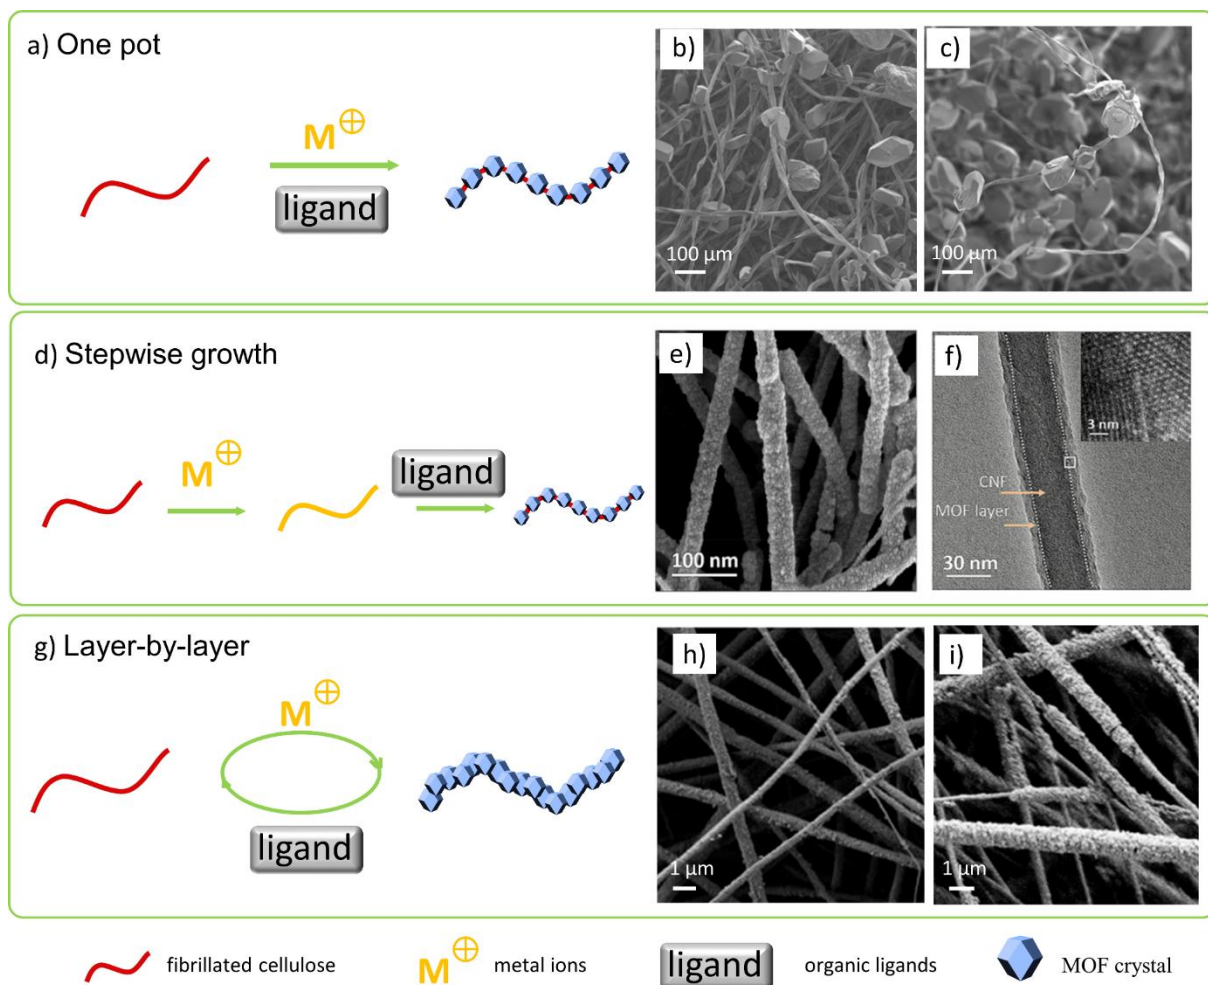 a) One pot
M⊕
ligand
b)
100 µm
c)
100 µm
d) Stepwise growth
M⊕
ligand
e)
100 nm
f)
3 nm
CNF
MOF layer
30 nm
g) Layer-by-layer
M⊕
ligand
h)
1 µm
i)
1 µm
fibrillated cellulose
M⊕ metal ions
ligand organic ligands
MOF crystal